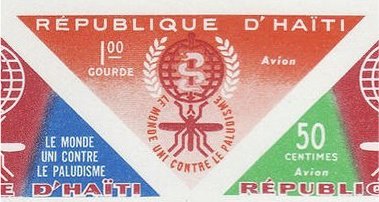 RÉPUBLIQUE D'HAÏTI
1.00
GOURDE
Avion
LE MONDE UNI CONTRE LE PALUDISME
LE MONDE
UNI CONTRE
LE PALUDISME
50
CENTIMES
Avion
D'HAÏTI
RÉPUBLIQ